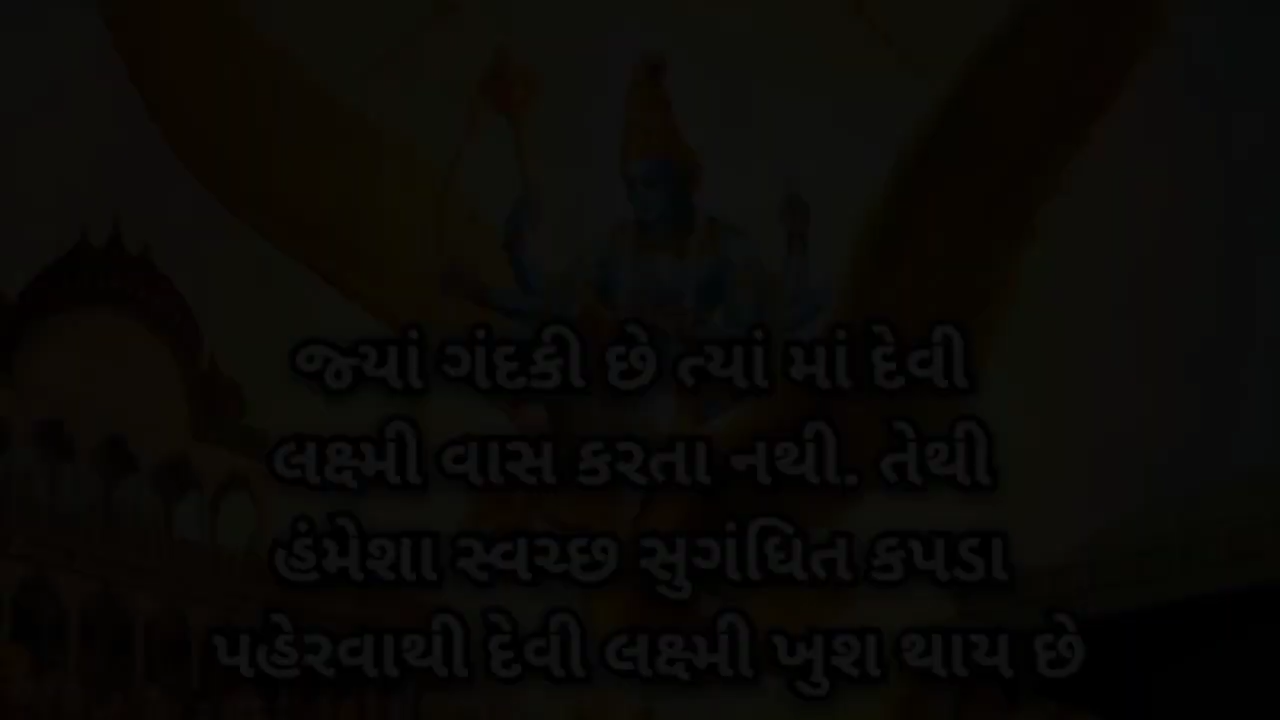 જ્યાં ગંદકી છે ત્યાં માં દેવી
લક્ષ્મી વાસ કરતા નથી. તેથી
હંમેશા સ્વચ્છ સુગંધિત કપડા
પહેરવાથી દેવી લક્ષ્મી ખુશ થાય છે